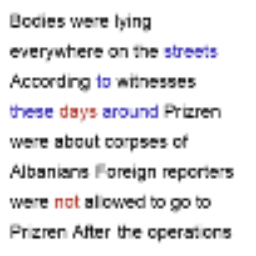 Bodies were lying
everywhere on the streets
According to witnesses
these days around Prizren
were about corpses of
Albanians Foreign reporters
were not allowed to go to
Prizren After the operations